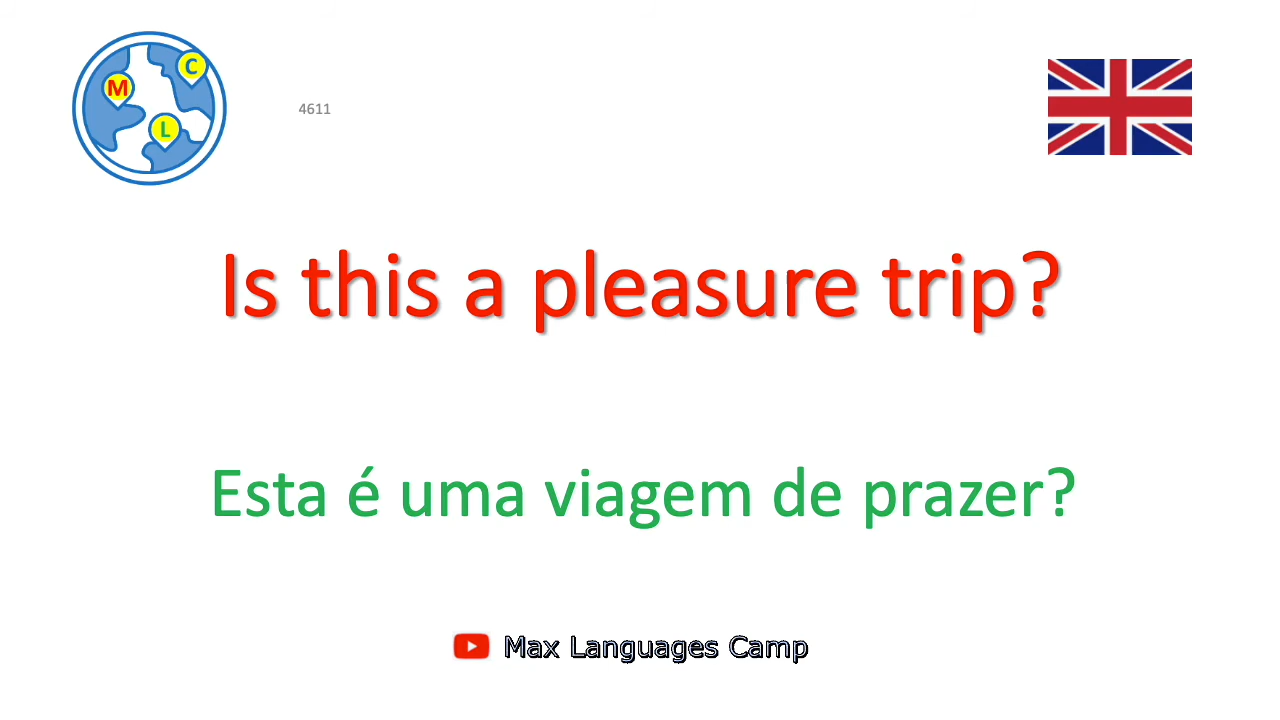 M
C
L
4611
Is this a pleasure trip?
Esta é uma viagem de prazer?
Max Languages Camp